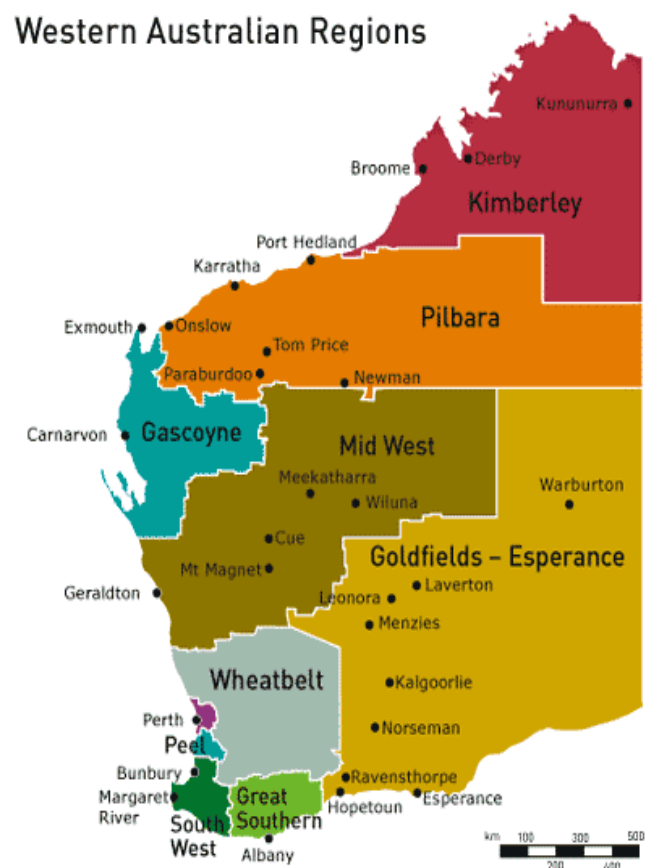 Western Australian Regions
Kununurra
Derby
Broome
Kimberley
Port Hedland
Karratha
Pilbara
Exmouth
Onslow
Tom Price
Paraburdoo
Newman
Carnarvon
Gascoyne
Mid West
Meekatharra
Warburton
Wiluna
Cue
Goldfields – Esperance
Mt Magnet
Laverton
Geraldton
Leonora
Menzies
Wheatbelt
Kalgoorlie
Perth
Norseman
Peel
Bunbury
Ravensthorpe
Margaret
River
Great
Southern
Hopetoun
Esperance
South
West
Albany
km 100 300 500
200 400